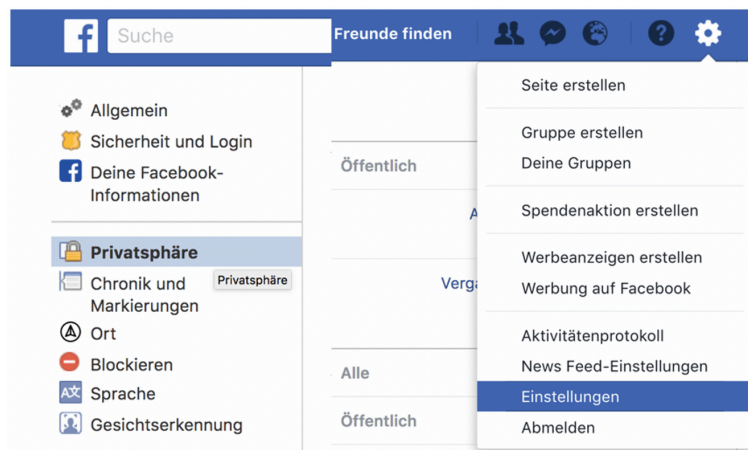 f
Suche
Freunde finden
Allgemein
Sicherheit und Login
Deine Facebook-
Informationen
Privatsphäre
Privatsphäre
Chronik und
Markierungen
Ort
Blockieren
Sprache
Gesichtserkennung
Öffentlich
A
Verga
Alle
Öffentlich
Seite erstellen
Gruppe erstellen
Deine Gruppen
Spendenaktion erstellen
Werbeanzeigen erstellen
Werbung auf Facebook
Aktivitätenprotokoll
News Feed-Einstellungen
Einstellungen
Abmelden